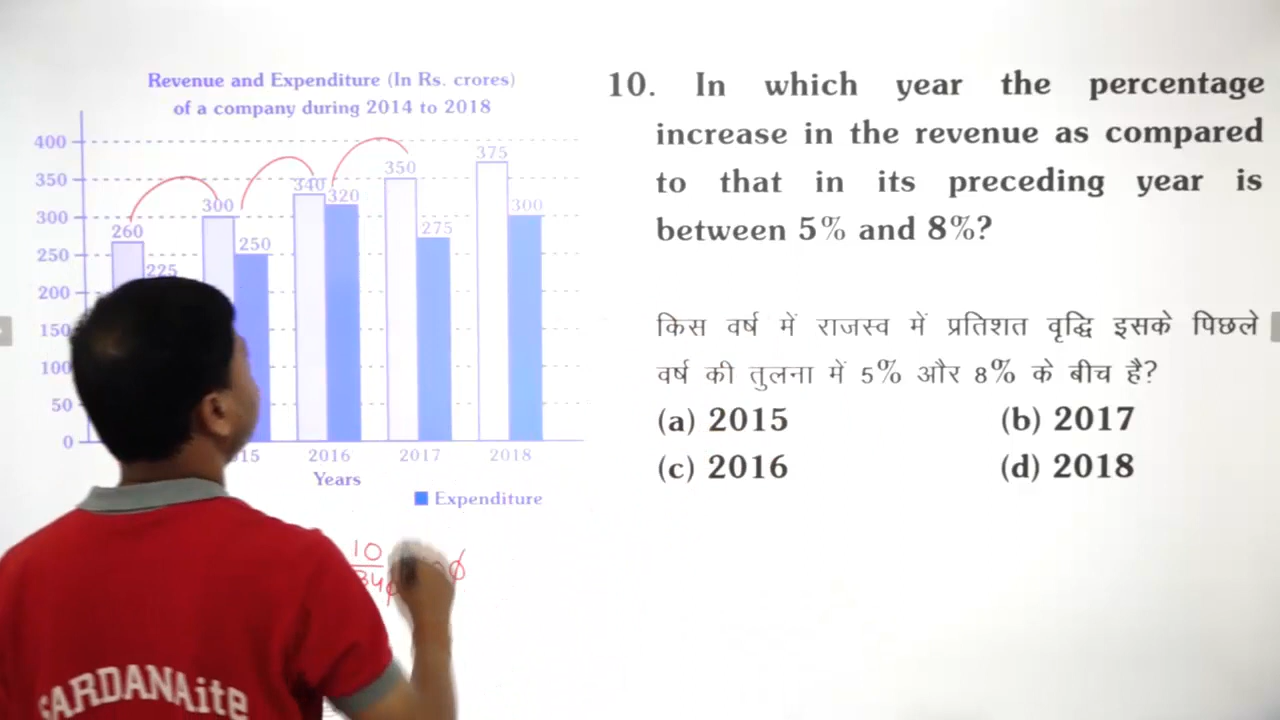 Revenue and Expenditure (In Rs. crores)
of a company during 2014 to 2018
400
350
300
250
200
150
100
50
0
260
225
300
250
340
320
350
275
375
300
15
2016
2017
2018
Years
Expenditure
10
34
SARDANAite
10. In which year the percentage
increase in the revenue as compared
to that in its preceding year is
between 5% and 8%?
किस वर्ष में राजस्व में प्रतिशत वृद्धि इसके पिछले
वर्ष की तुलना में 5% और 8% के बीच है?
(a) 2015 (b) 2017
(c) 2016 (d) 2018